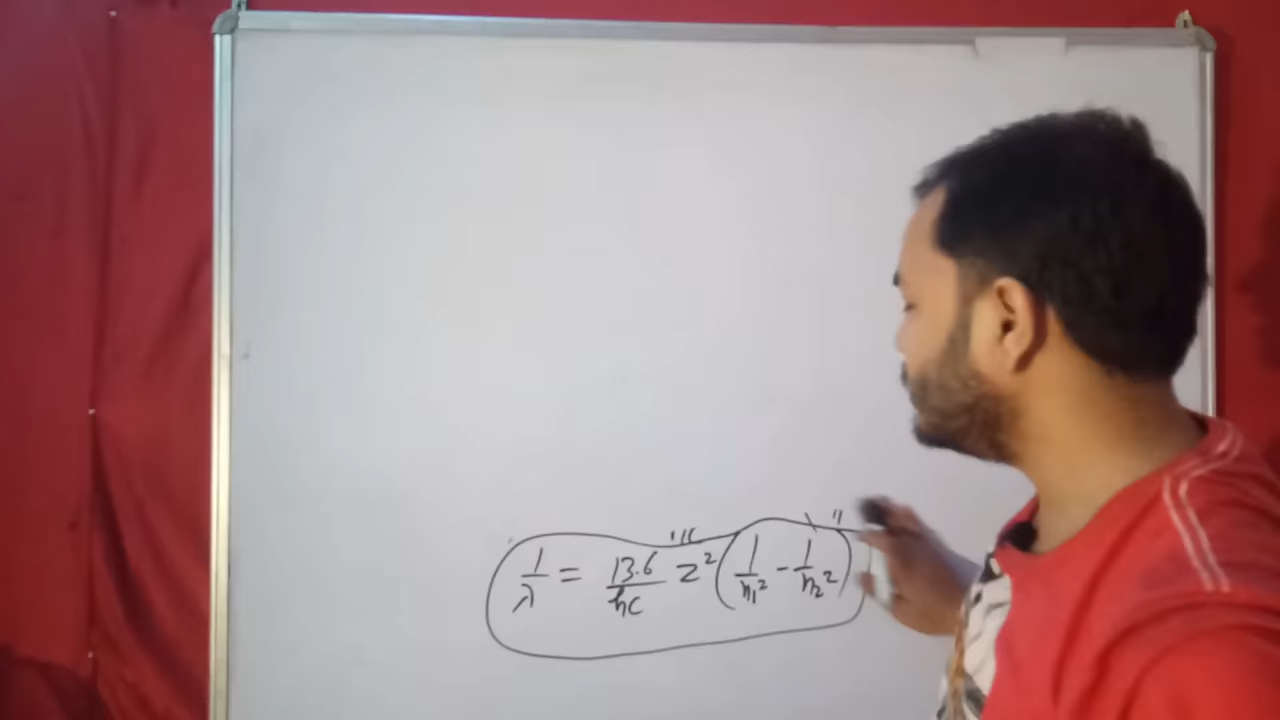 1/λ = 13.6/hc z² (1/n₁² - 1/n₂²)